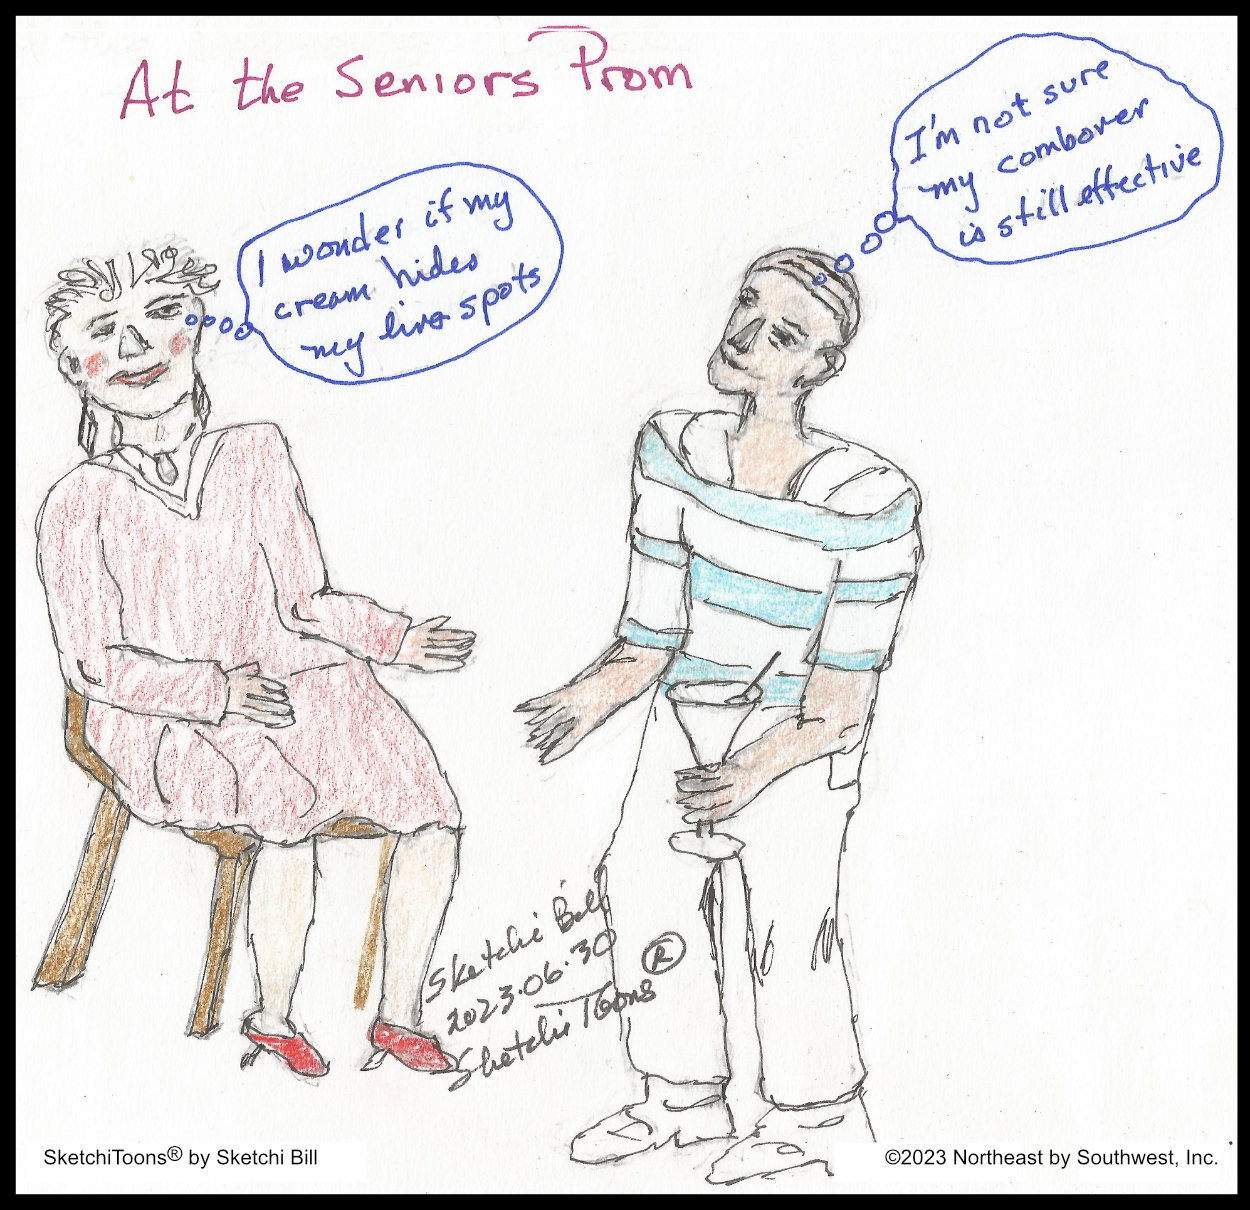 At the Seniors Prom
I'm not sure
my combover
is still effective
I wonder if my
cream hides
my liver spots
Sketchi Bill
2023.06.30
SketchiToons ®
SketchiToons® by Sketchi Bill
©2023 Northeast by Southwest, Inc.